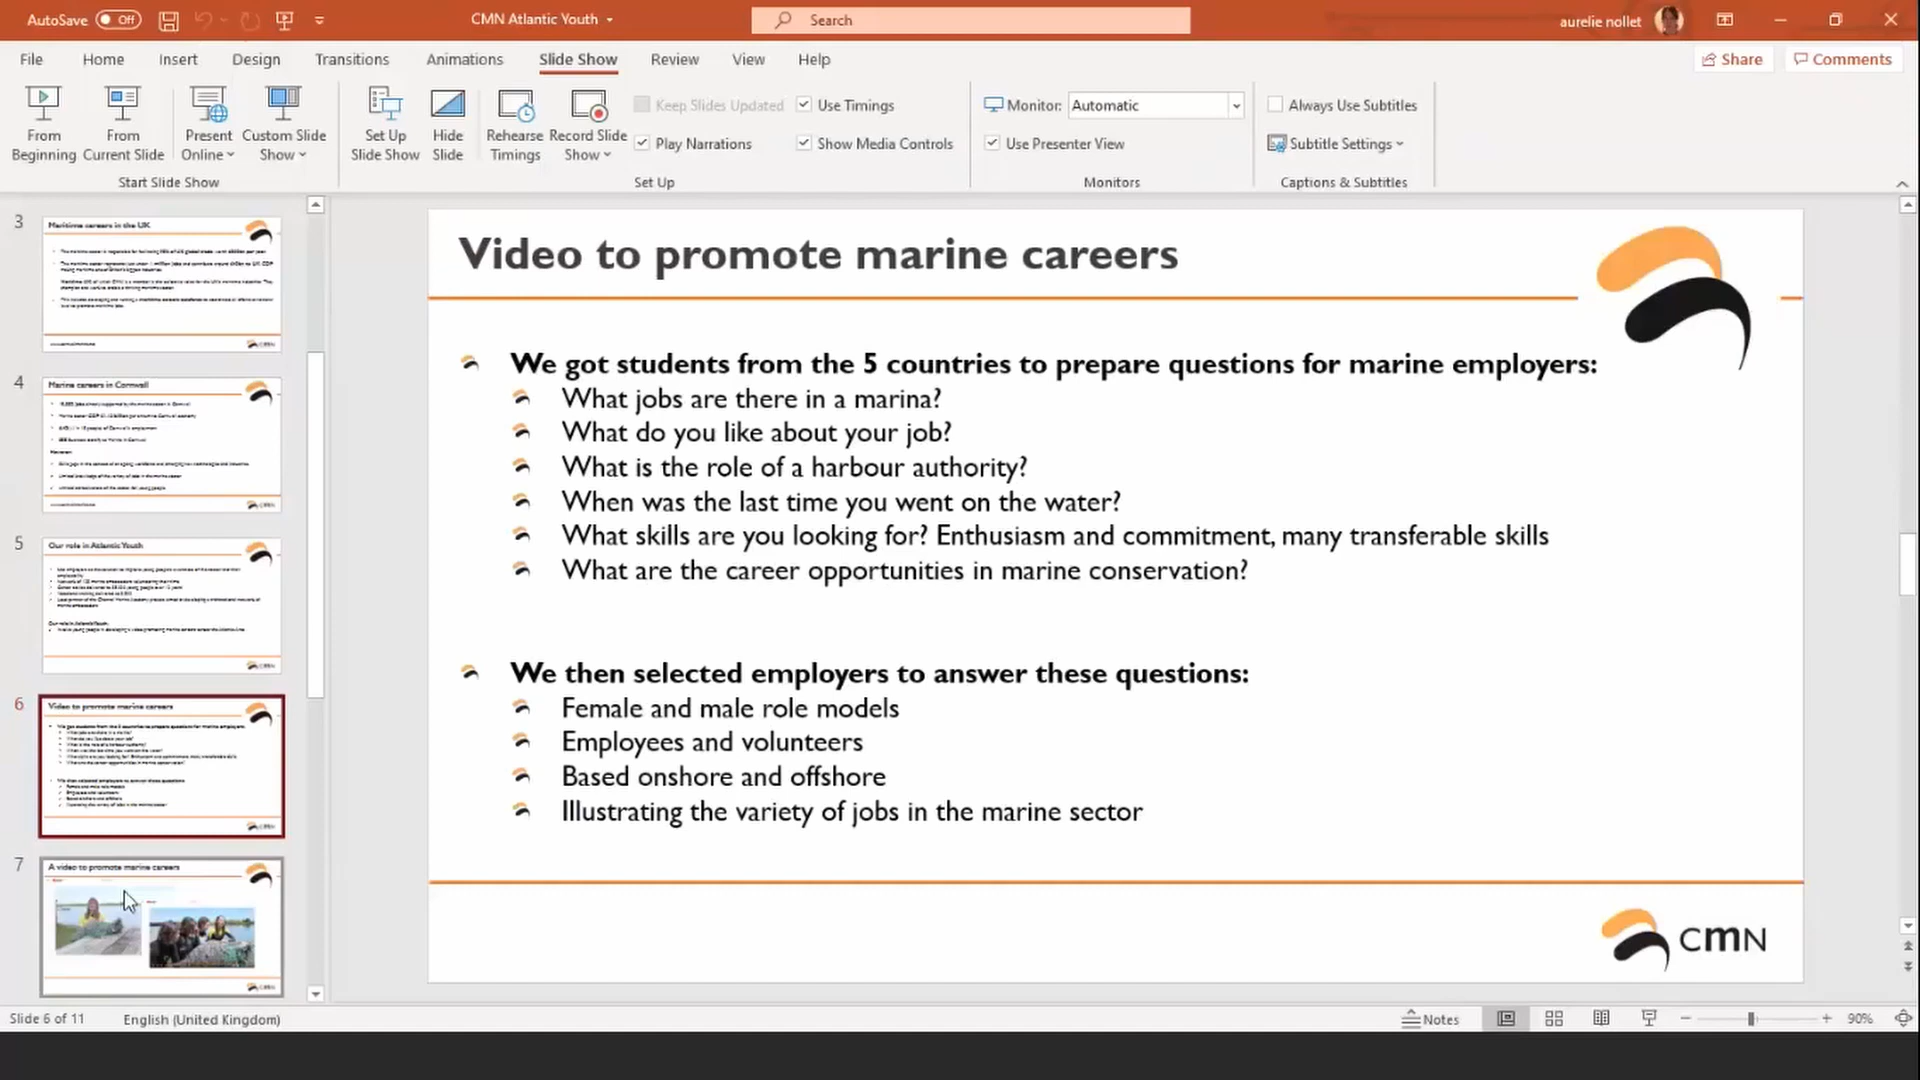 AutoSave Off CMN Atlantic Youth Search aurelie nollet
File Home Insert Design Transitions Animations Slide Show Review View Help Share Comments
From Beginning
From Current Slide
Present Online
Custom Slide Show
Start Slide Show
Set Up Slide Show
Hide Slide
Rehearse Timings
Record Slide Show
Keep Slides Updated
Use Timings
Play Narrations
Show Media Controls
Set Up
Monitor: Automatic
Use Presenter View
Monitors
Always Use Subtitles
Subtitle Settings
Captions & Subtitles
3
Maritime careers in the UK
CMN
4
Marine careers in Cornwall
CMN
5
Our role in Atlantic Youth
CMN
6
Video to promote marine careers
CMN
7
A video to promote marine careers
CMN
Video to promote marine careers
We got students from the 5 countries to prepare questions for marine employers:
What jobs are there in a marina?
What do you like about your job?
What is the role of a harbour authority?
When was the last time you went on the water?
What skills are you looking for? Enthusiasm and commitment, many transferable skills
What are the career opportunities in marine conservation?
We then selected employers to answer these questions:
Female and male role models
Employees and volunteers
Based onshore and offshore
Illustrating the variety of jobs in the marine sector
CMN
Slide 6 of 11 English (United Kingdom) Notes 90%